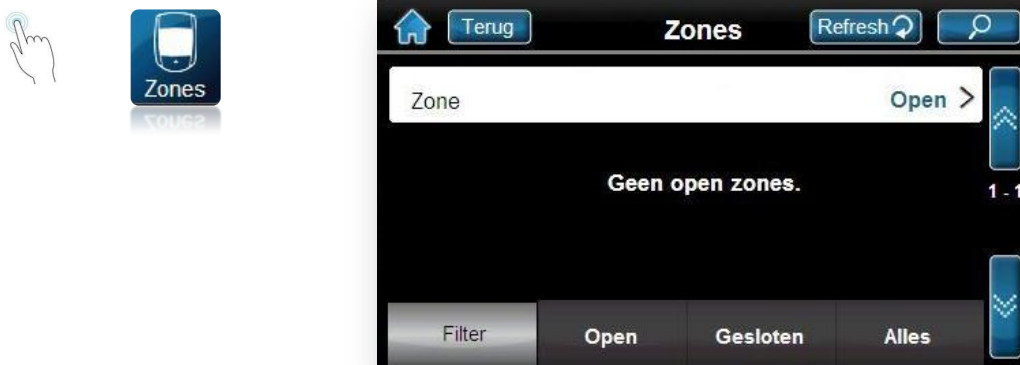 Zones
Terug
Zones
Refresh
Zone
Open
Geen open zones.
1 - 1
Filter
Open
Gesloten
Alles